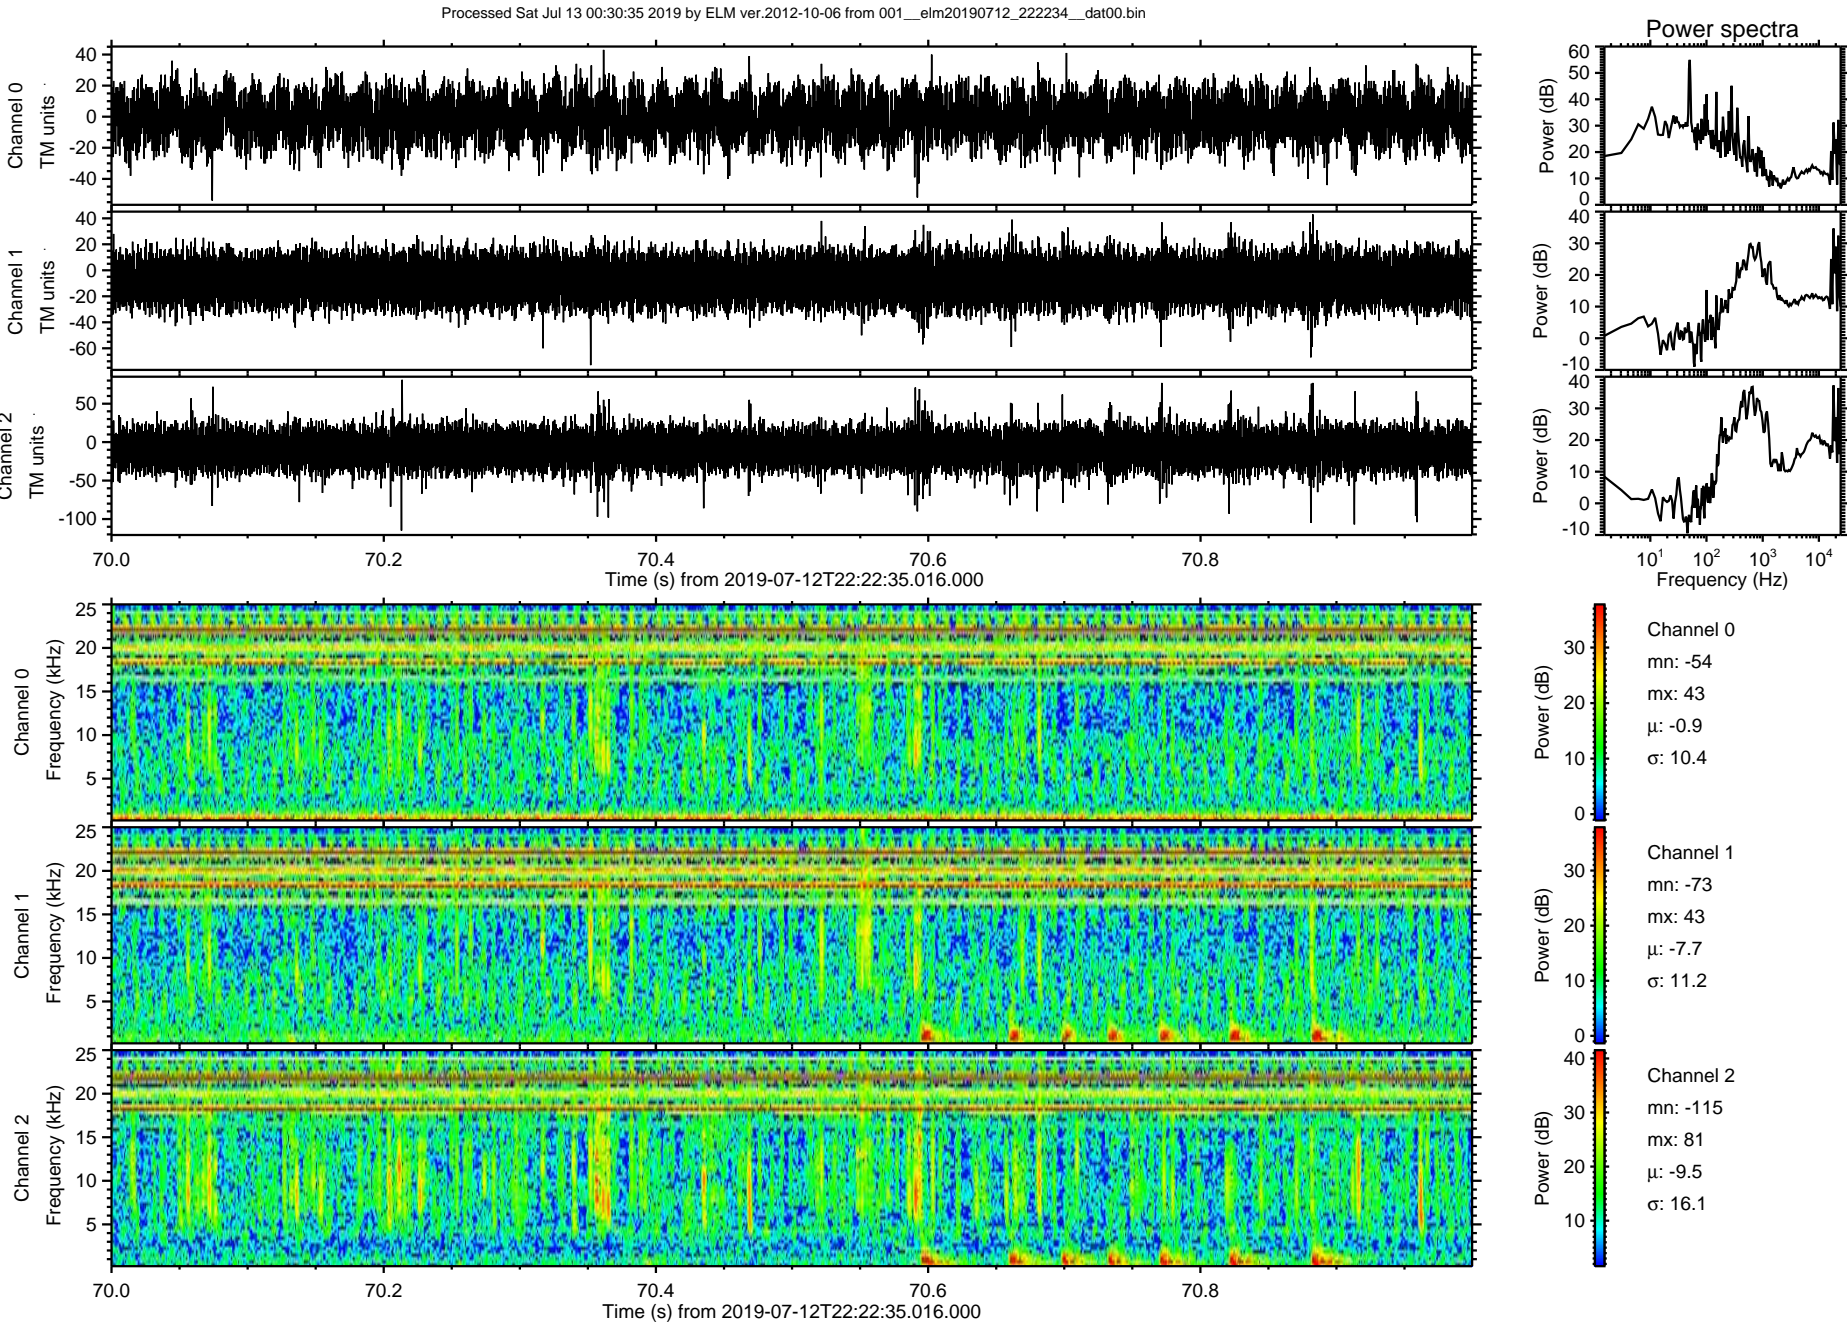 Processed Sat Jul 13 00:30:35 2019 by ELM ver.2012-10-06 from 001__elm20190712_222234__dat00.bin
Power spectra
Channel 0
TM units
40
20
0
-20
-40
Power (dB)
60
50
40
30
20
10
0
Channel 1
TM units
40
20
0
-20
-40
-60
Power (dB)
40
30
20
10
0
-10
Channel 2
TM units
50
0
-50
-100
Power (dB)
40
30
20
10
0
-10
70.0 70.2 70.4 70.6 70.8
Time (s) from 2019-07-12T22:22:35.016.000
10^1 10^2 10^3 10^4
Frequency (Hz)
Channel 0
Frequency (kHz)
25
20
15
10
5
Power (dB)
30
20
10
0
Channel 0
mn: -54
mx: 43
μ: -0.9
σ: 10.4
Channel 1
Frequency (kHz)
25
20
15
10
5
Power (dB)
30
20
10
0
Channel 1
mn: -73
mx: 43
μ: -7.7
σ: 11.2
Channel 2
Frequency (kHz)
25
20
15
10
5
Power (dB)
40
30
20
10
Channel 2
mn: -115
mx: 81
μ: -9.5
σ: 16.1
70.0 70.2 70.4 70.6 70.8
Time (s) from 2019-07-12T22:22:35.016.000